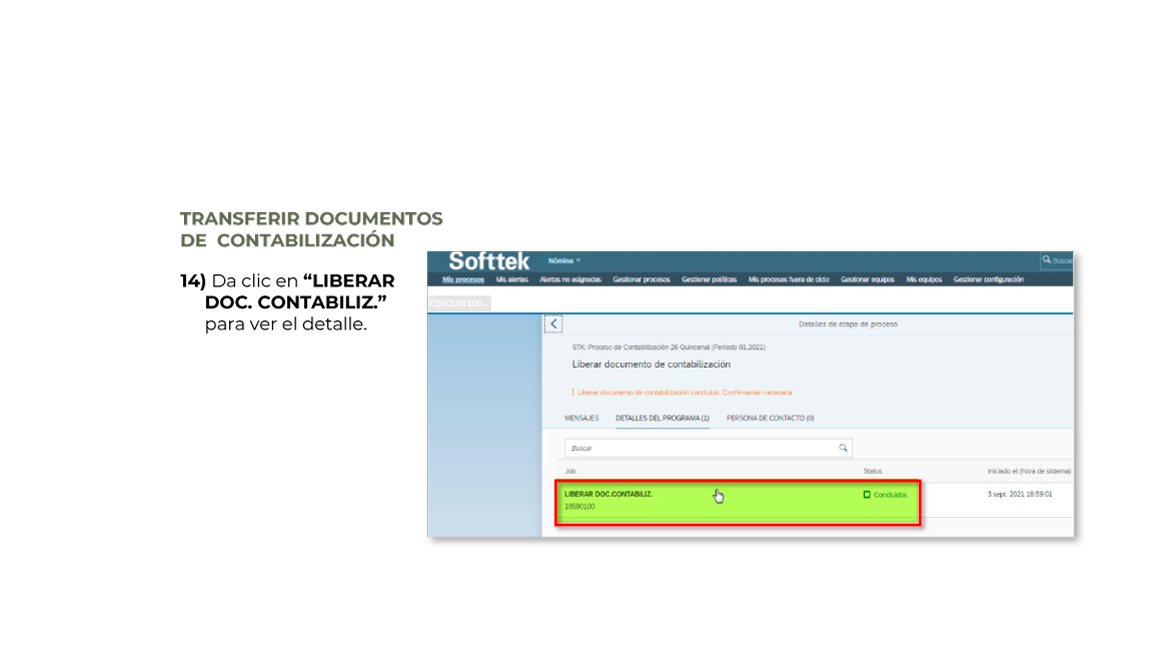 TRANSFERIR DOCUMENTOS
DE CONTABILIZACIÓN
14) Da clic en “LIBERAR
DOC. CONTABILIZ.”
para ver el detalle.
Softtek
Nómina
Buscar
Mis procesos Mis alertas Alertas no asignadas Gestionar procesos Gestionar políticas Mis procesos fuera de ciclo Gestionar equipos Mis equipos Gestionar configuración
Detalles de etapa de proceso
STK: Proceso de Contabilización 26 Quincenal (Período 01.2021)
Liberar documento de contabilización
! Liberar documento de contabilización concluido. Confirmación necesaria
MENSAJES DETALLES DEL PROGRAMA (1) PERSONA DE CONTACTO (0)
Buscar
Job Status Iniciado el (hora de sistema)
LIBERAR DOC.CONTABILIZ. Concluidos 3 sept. 2021 18:59:01
18590100